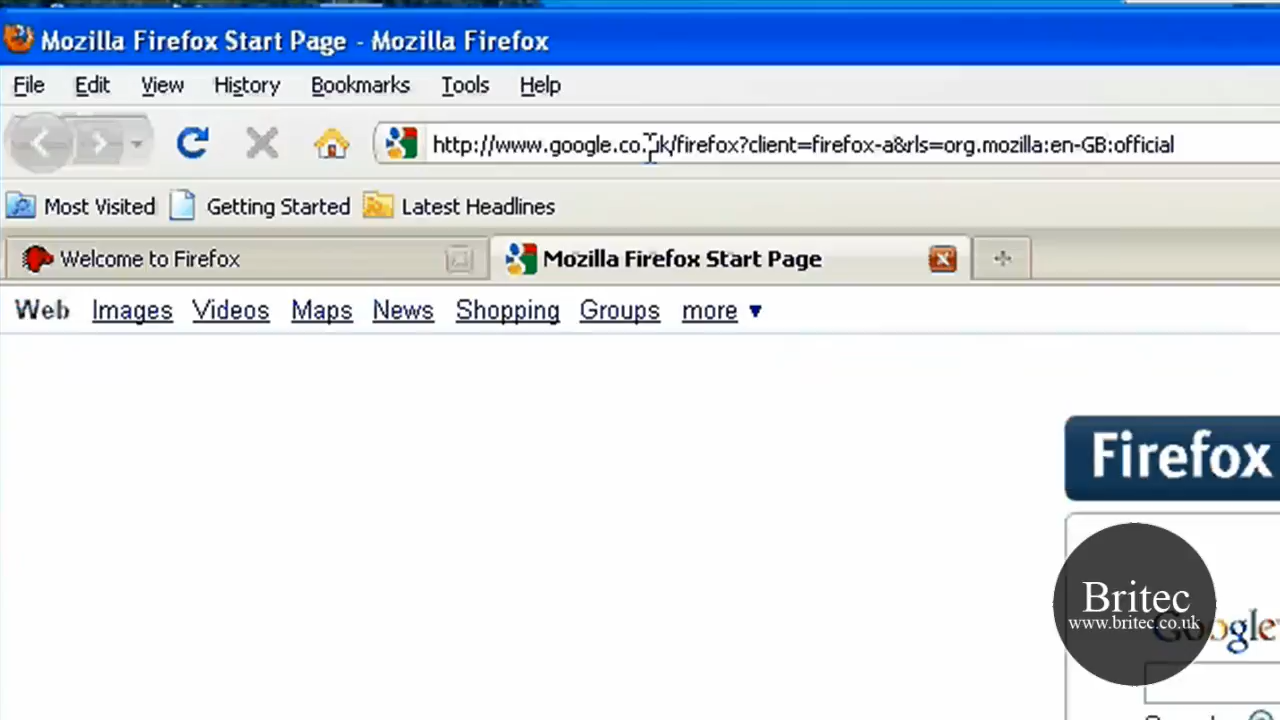 Mozilla Firefox Start Page - Mozilla Firefox
File Edit View History Bookmarks Tools Help
http://www.google.co.uk/firefox?client=firefox-a&rls=org.mozilla:en-GB:official
Most Visited Getting Started Latest Headlines
Welcome to Firefox Mozilla Firefox Start Page
Web Images Videos Maps News Shopping Groups more
Firefox
Britec
www.britec.co.uk
Google